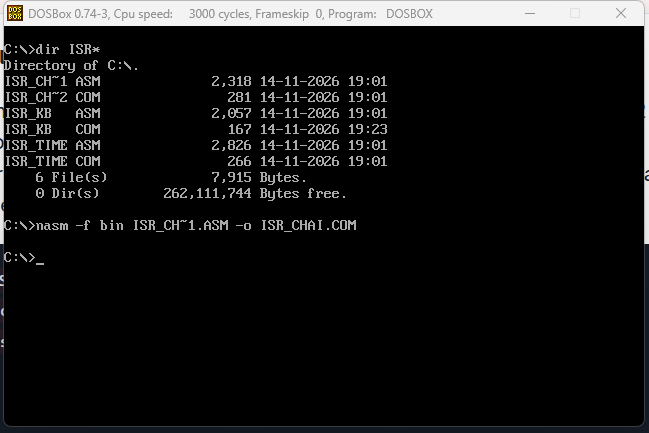 DOSBox 0.74-3, Cpu speed: 3000 cycles, Frameskip 0, Program: DOSBOX
C:\>dir ISR*
Directory of C:\.
ISR_CH~1 ASM 2,318 14-11-2026 19:01
ISR_CH~2 COM 281 14-11-2026 19:01
ISR_KB ASM 2,057 14-11-2026 19:01
ISR_KB COM 167 14-11-2026 19:23
ISR_TIME ASM 2,826 14-11-2026 19:01
ISR_TIME COM 266 14-11-2026 19:01
6 File(s) 7,915 Bytes.
0 Dir(s) 262,111,744 Bytes free.
C:\>nasm -f bin ISR_CH~1.ASM -o ISR_CHAI.COM
C:\>_